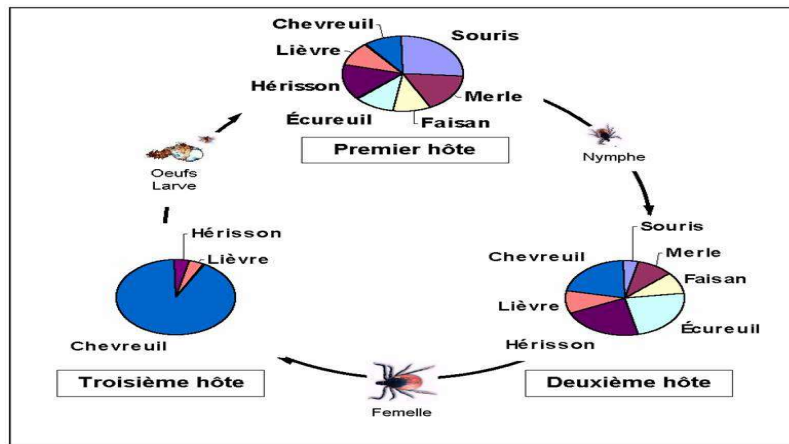 Chevreuil
Souris
Lièvre
Hérisson
Merle
Écureuil
Faisan
Premier hôte
Oeufs
Larve
Nymphe
Hérisson
Lièvre
Chevreuil
Troisième hôte
Souris
Merle
Chevreuil
Faisan
Lièvre
Écureuil
Hérisson
Deuxième hôte
Femelle